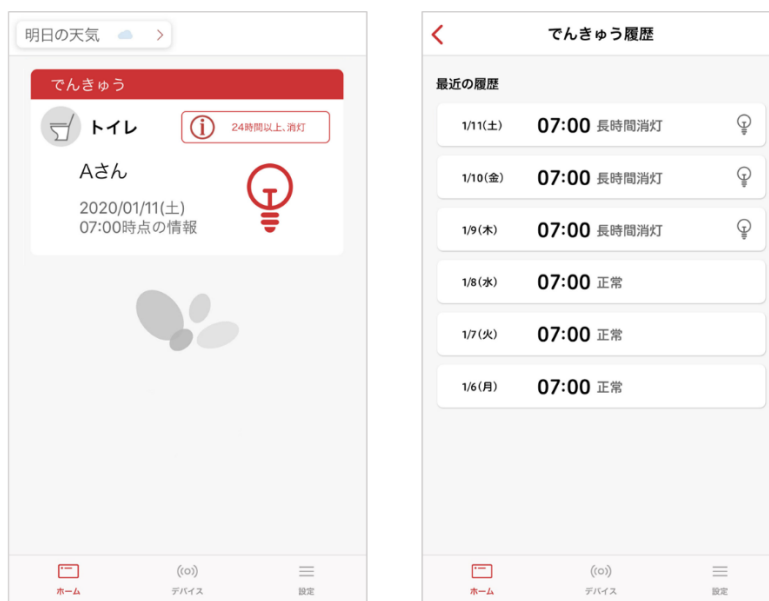 明日の天気
でんきゅう
トイレ
24時間以上、消灯
Aさん
2020/01/11(土)
07:00時点の情報
ホーム
デバイス
設定
でんきゅう履歴
最近の履歴
1/11(土) 07:00 長時間消灯
1/10(金) 07:00 長時間消灯
1/9(木) 07:00 長時間消灯
1/8(水) 07:00 正常
1/7(火) 07:00 正常
1/6(月) 07:00 正常
ホーム
デバイス
設定